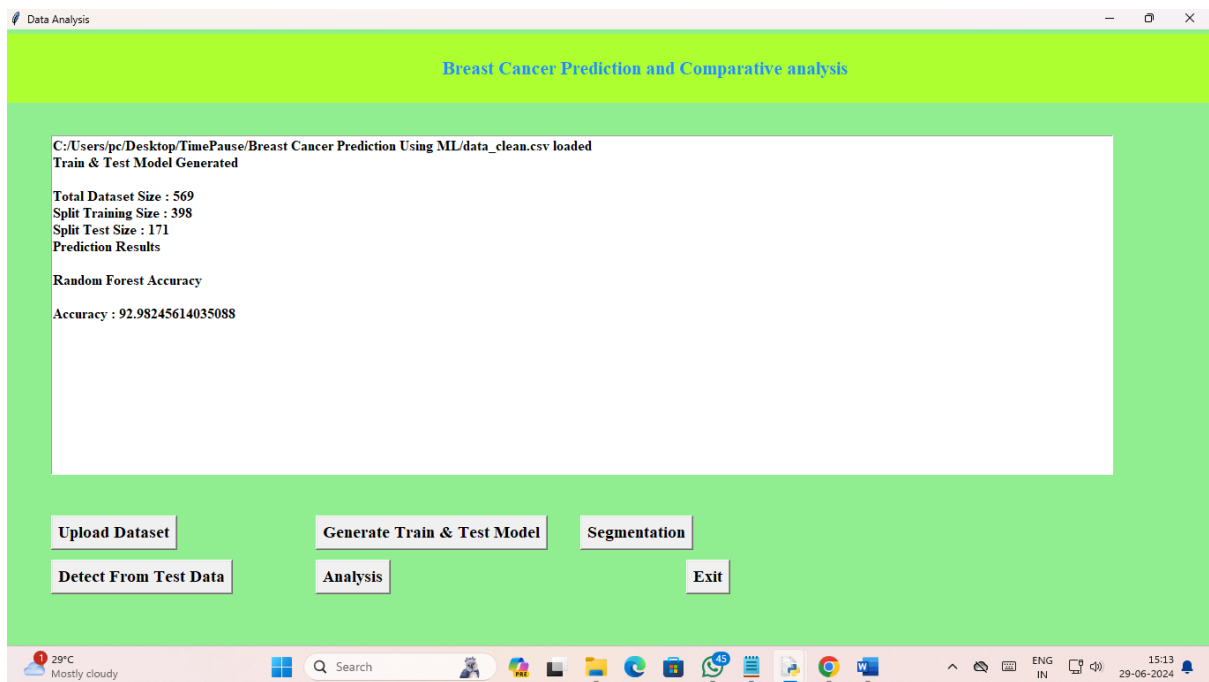 Data Analysis
Breast Cancer Prediction and Comparative analysis
C:/Users/pc/Desktop/TimePause/Breast Cancer Prediction Using ML/data_clean.csv loaded
Train & Test Model Generated
Total Dataset Size : 569
Split Training Size : 398
Split Test Size : 171
Prediction Results
Random Forest Accuracy
Accuracy : 92.98245614035088
Upload Dataset
Generate Train & Test Model
Segmentation
Detect From Test Data
Analysis
Exit
1
29°C
Mostly cloudy
Search
PRE
45
W
ENG
IN
15:13
29-06-2024